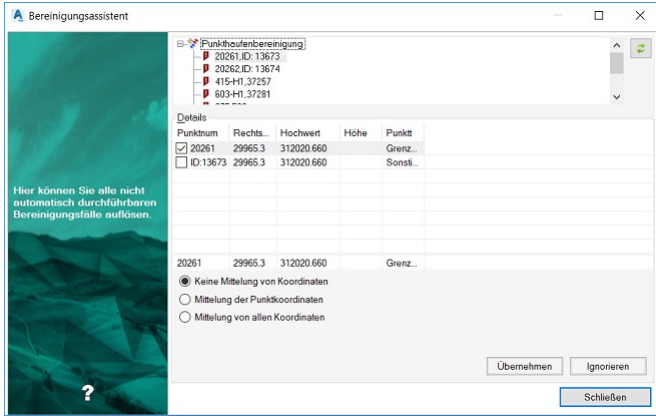 Bereinigungsassistent
Punkthaufenbereinigung
20261,ID: 13673
20262,ID: 13674
415-H1,37257
603-H1,37281
Details
Punktnum Rechts... Hochwert Höhe Punktt
20261 29965.3 312020.660 Grenz...
ID:13673 29965.3 312020.660 Sonsti...
Hier können Sie alle nicht
automatisch durchführbaren
Bereinigungsfälle auflösen.
20261 29965.3 312020.660 Grenz...
Keine Mittelung von Koordinaten
Mittelung der Punktkoordinaten
Mittelung von allen Koordinaten
Übernehmen Ignorieren
?
Schließen